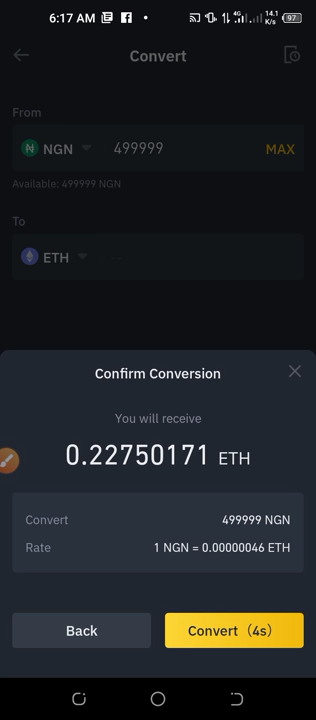 6:17 AM 4G 14.1 K/s 97
Convert
From
NGN 499999 MAX
Available: 499999 NGN
To
ETH --
Confirm Conversion
You will receive
0.22750171 ETH
Convert 499999 NGN
Rate 1 NGN = 0.00000046 ETH
Back Convert（4s）